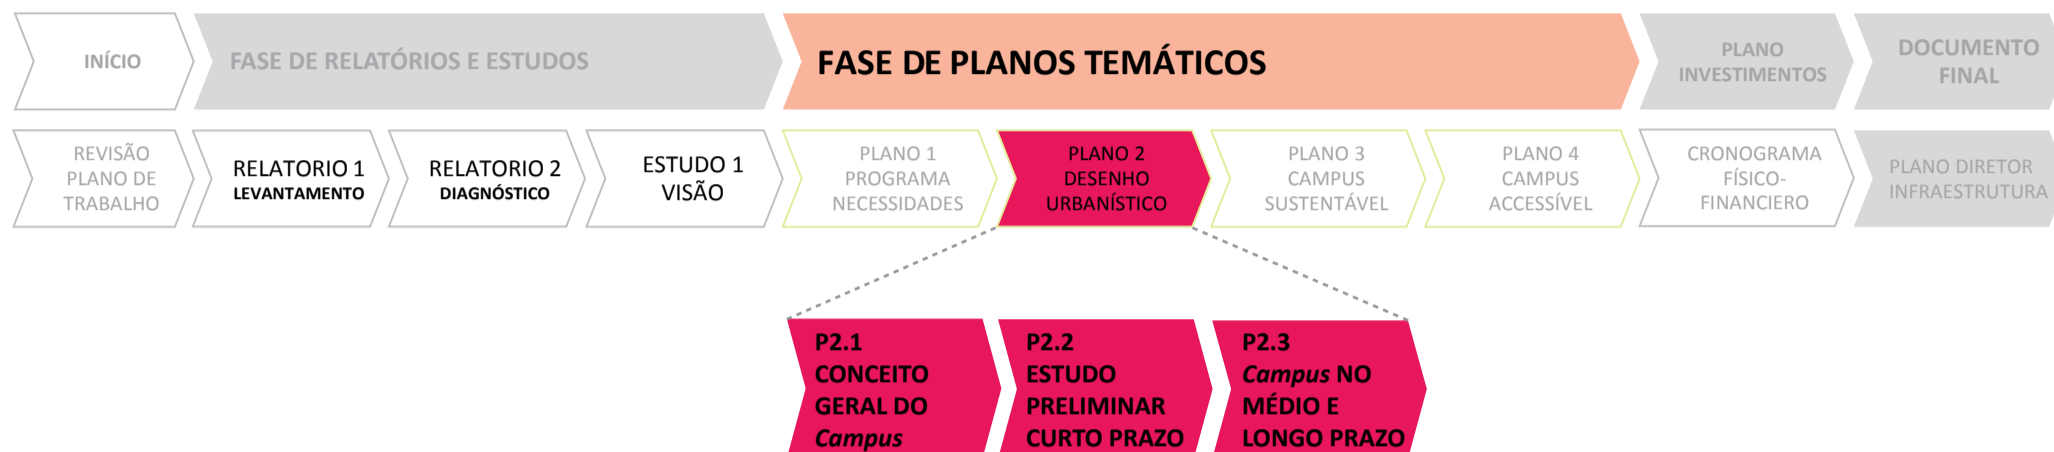 INÍCIO
FASE DE RELATÓRIOS E ESTUDOS
FASE DE PLANOS TEMÁTICOS
PLANO
INVESTIMENTOS
DOCUMENTO
FINAL
REVISÃO
PLANO DE
TRABALHO
RELATORIO 1
LEVANTAMENTO
RELATORIO 2
DIAGNÓSTICO
ESTUDO 1
VISÃO
PLANO 1
PROGRAMA
NECESSIDADES
PLANO 2
DESENHO
URBANÍSTICO
PLANO 3
CAMPUS
SUSTENTÁVEL
PLANO 4
CAMPUS
ACCESSÍVEL
CRONOGRAMA
FÍSICO-
FINANCIERO
PLANO DIRETOR
INFRAESTRUTURA
P2.1
CONCEITO
GERAL DO
Campus
P2.2
ESTUDO
PRELIMINAR
CURTO PRAZO
P2.3
Campus NO
MÉDIO E
LONGO PRAZO